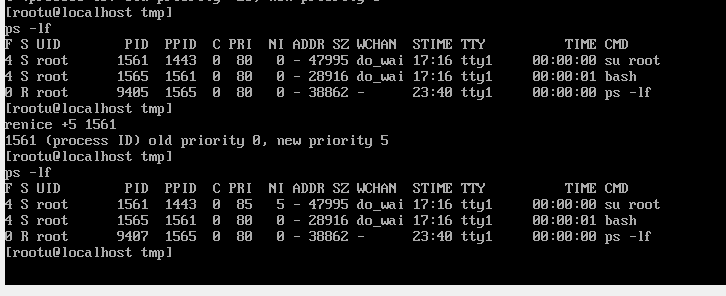 [rootu@localhost tmp]
ps -lf
F S UID        PID  PPID  C PRI  NI ADDR SZ WCHAN  STIME TTY          TIME CMD
4 S root      1561  1443  0  80   0 - 47995 do_wai 17:16 tty1     00:00:00 su root
4 S root      1565  1561  0  80   0 - 28916 do_wai 17:16 tty1     00:00:01 bash
0 R root      9405  1565  0  80   0 - 38862 -      23:40 tty1     00:00:00 ps -lf
[rootu@localhost tmp]
renice +5 1561
1561 (process ID) old priority 0, new priority 5
[rootu@localhost tmp]
ps -lf
F S UID        PID  PPID  C PRI  NI ADDR SZ WCHAN  STIME TTY          TIME CMD
4 S root      1561  1443  0  85   5 - 47995 do_wai 17:16 tty1     00:00:00 su root
4 S root      1565  1561  0  80   0 - 28916 do_wai 17:16 tty1     00:00:01 bash
0 R root      9407  1565  0  80   0 - 38862 -      23:40 tty1     00:00:00 ps -lf
[rootu@localhost tmp]